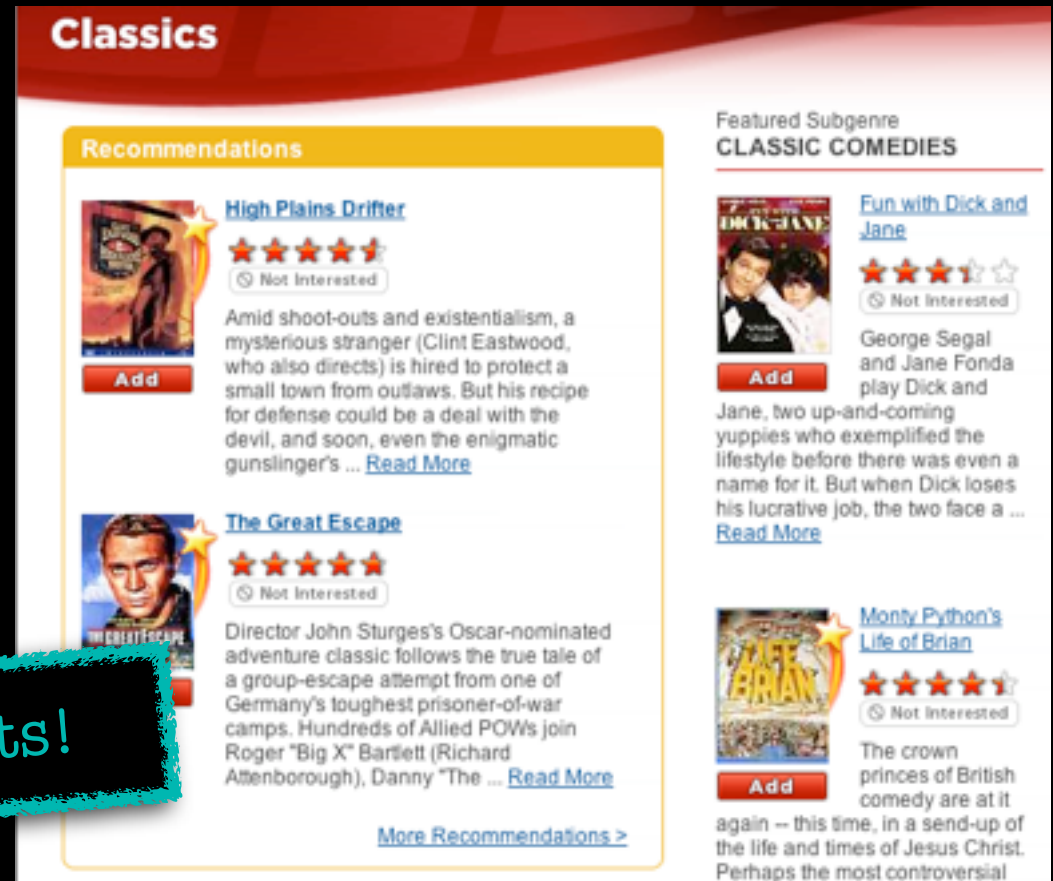 Classics
Recommendations
High Plains Drifter
Not Interested
Amid shoot-outs and existentialism, a
mysterious stranger (Clint Eastwood,
who also directs) is hired to protect a
small town from outlaws. But his recipe
for defense could be a deal with the
devil, and soon, even the enigmatic
gunslinger's ... Read More
Add
The Great Escape
Not Interested
THE GREAT ESCAPE
Director John Sturges's Oscar-nominated
adventure classic follows the true tale of
a group-escape attempt from one of
Germany's toughest prisoner-of-war
camps. Hundreds of Allied POWs join
Roger "Big X" Bartlett (Richard
Attenborough), Danny "The ... Read More
ts!
More Recommendations >
Featured Subgenre
CLASSIC COMEDIES
DICK AND JANE
Fun with Dick and
Jane
Not Interested
Add
George Segal
and Jane Fonda
play Dick and
Jane, two up-and-coming
yuppies who exemplified the
lifestyle before there was even a
name for it. But when Dick loses
his lucrative job, the two face a ...
Read More
LIFE
BRIAN
Monty Python's
Life of Brian
Not Interested
Add
The crown
princes of British
comedy are at it
again -- this time, in a send-up of
the life and times of Jesus Christ.
Perhaps the most controversial